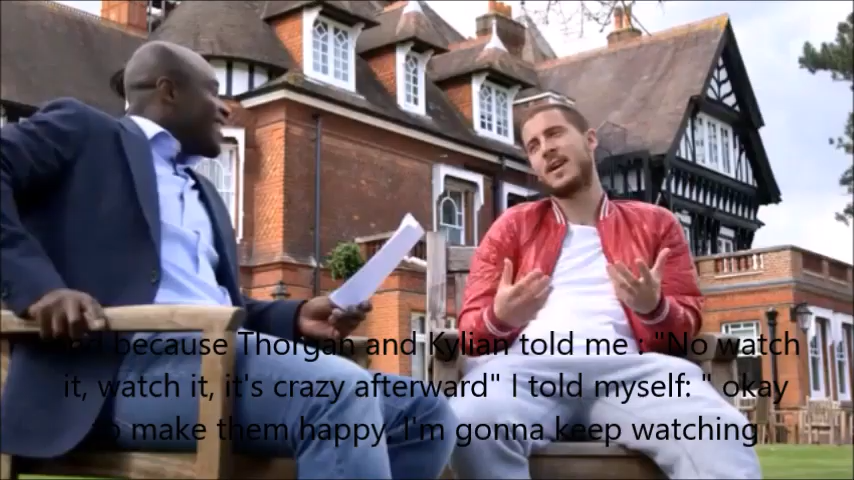 because Thorgan and Kylian told me : "No watch
it, watch it, it's crazy afterward" I told myself: " okay
to make them happy, I'm gonna keep watching